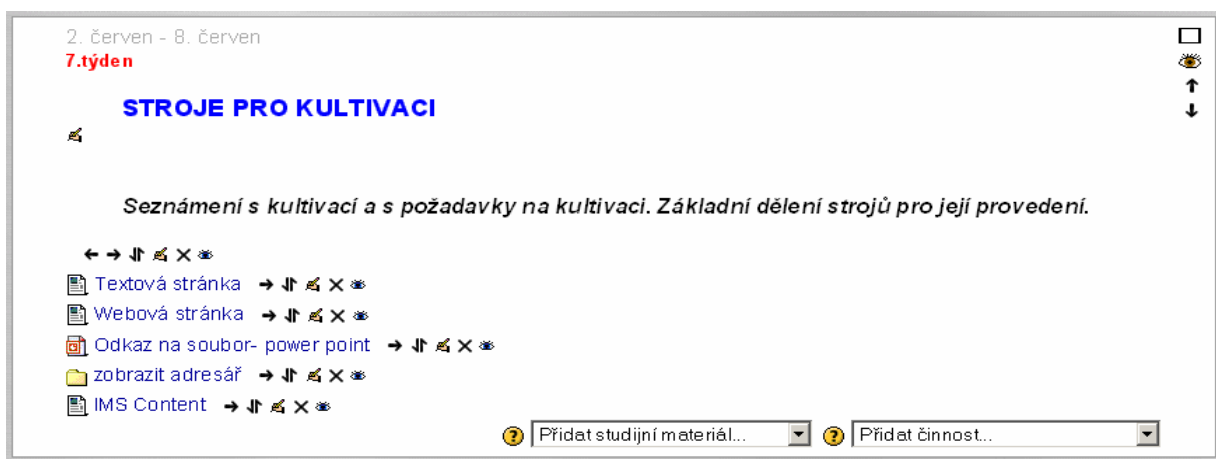 2. červen - 8. červen
7.týden
STROJE PRO KULTIVACI
Seznámení s kultivací a s požadavky na kultivaci. Základní dělení strojů pro její provedení.
Textová stránka
Webová stránka
Odkaz na soubor- power point
zobrazit adresář
IMS Content
Přidat studijní materiál... Přidat činnost...